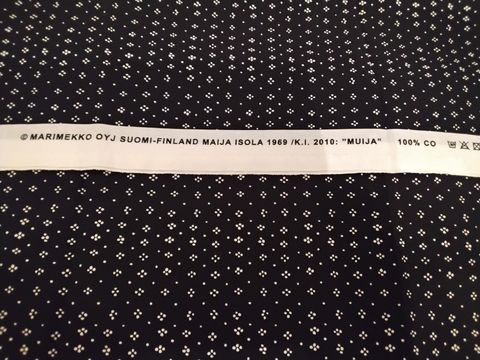 © MARIMEKKO OYJ SUOMI-FINLAND MAIJA ISOLA 1969 /K.I. 2010: "MUIJA" 100% CO